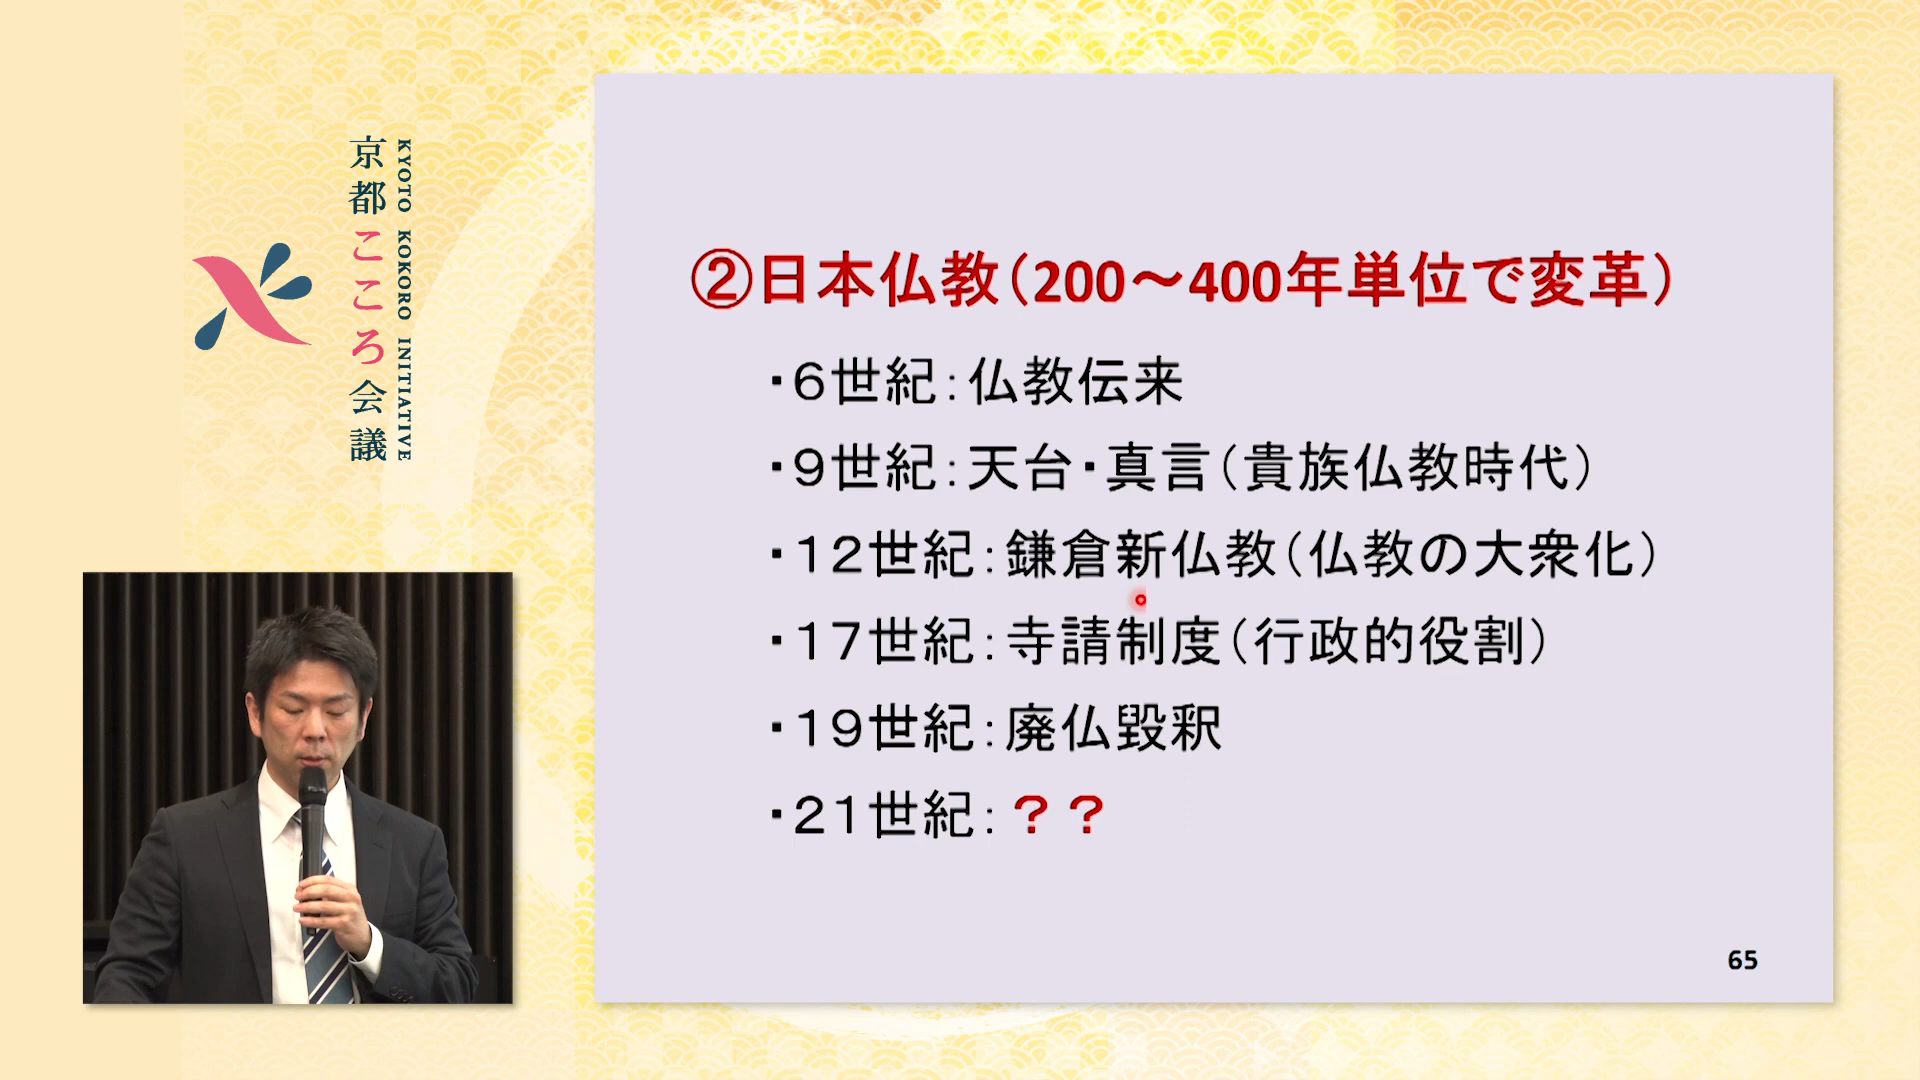 京都こころ会議
KYOTO KOKORO INITIATIVE
②日本仏教(200～400年単位で変革)
・6世紀：仏教伝来
・9世紀：天台・真言(貴族仏教時代)
・12世紀：鎌倉新仏教(仏教の大衆化)
・17世紀：寺請制度(行政的役割)
・19世紀：廃仏毀釈
・21世紀：？？
65